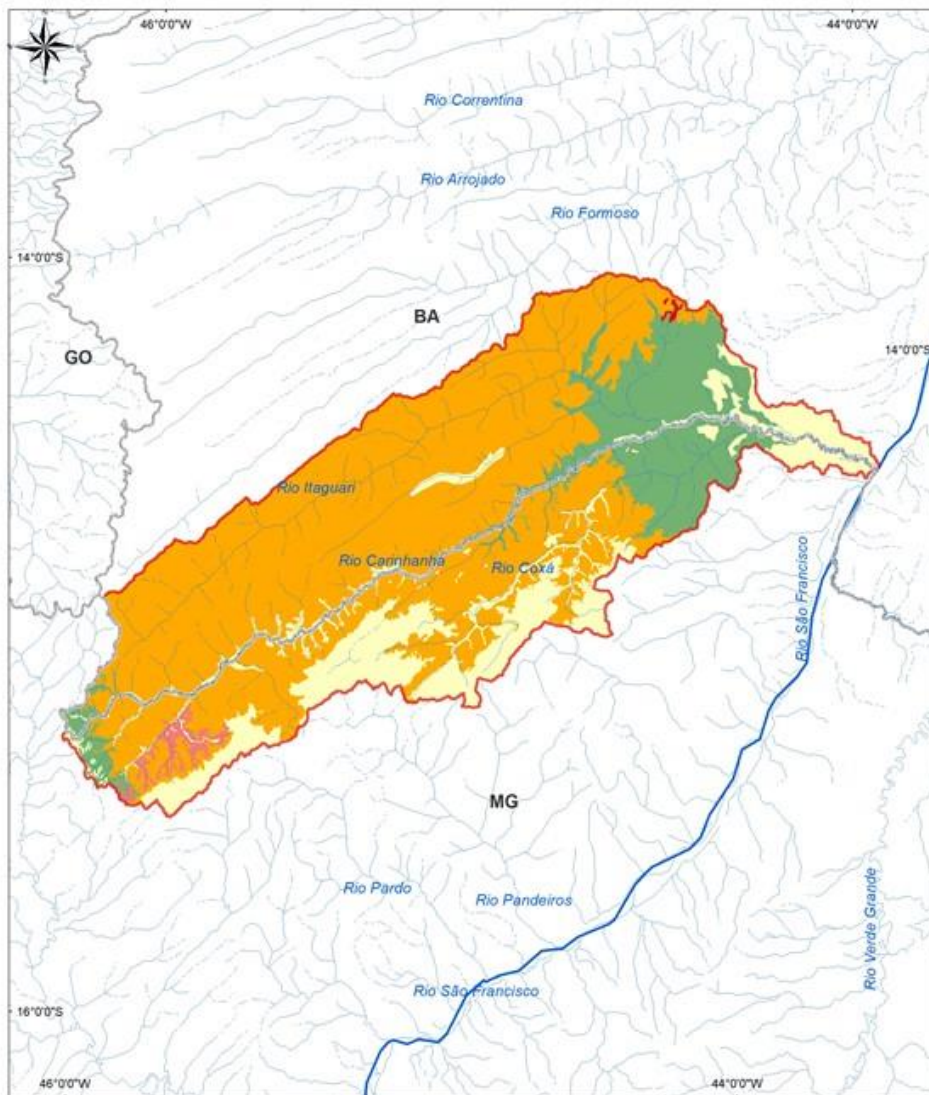 46°0'0"W
44°0'0"W
Rio Correntina
Rio Arrojado
Rio Formoso
14°0'0"S
BA
GO
14°0'0"S
Rio Itaguari
Rio Carinhanha
Rio Coxá
Rio São Francisco
MG
Rio Pardo
Rio Pandeiros
Rio Verde Grande
Rio São Francisco
16°0'0"S
46°0'0"W
44°0'0"W